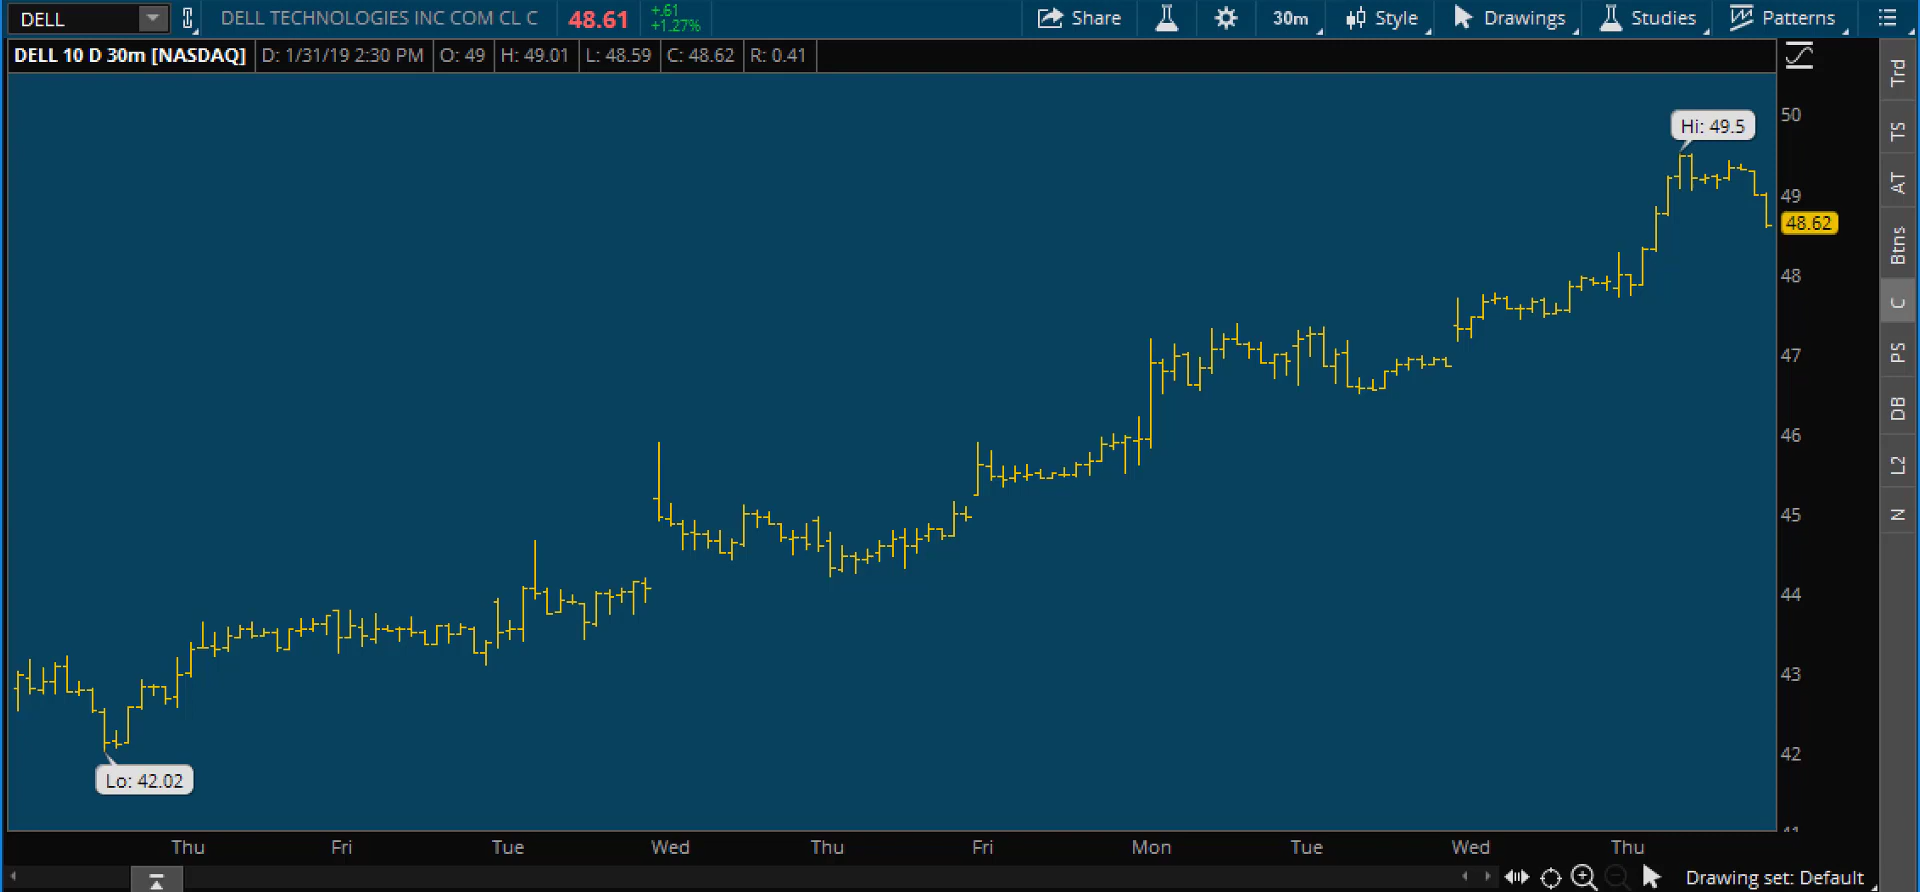 DELL DELL TECHNOLOGIES INC COM CL C 48.61 +.61 +1.27% Share 30m Style Drawings Studies Patterns
DELL 10 D 30m [NASDAQ] D: 1/31/19 2:30 PM O: 49 H: 49.01 L: 48.59 C: 48.62 R: 0.41
Hi: 49.5
50
49
48.62
48
47
46
45
44
43
42
Lo: 42.02
Thu Fri Tue Wed Thu Fri Mon Tue Wed Thu
Trd
TS
AT
Btns
C
PS
DB
L2
N
Drawing set: Default